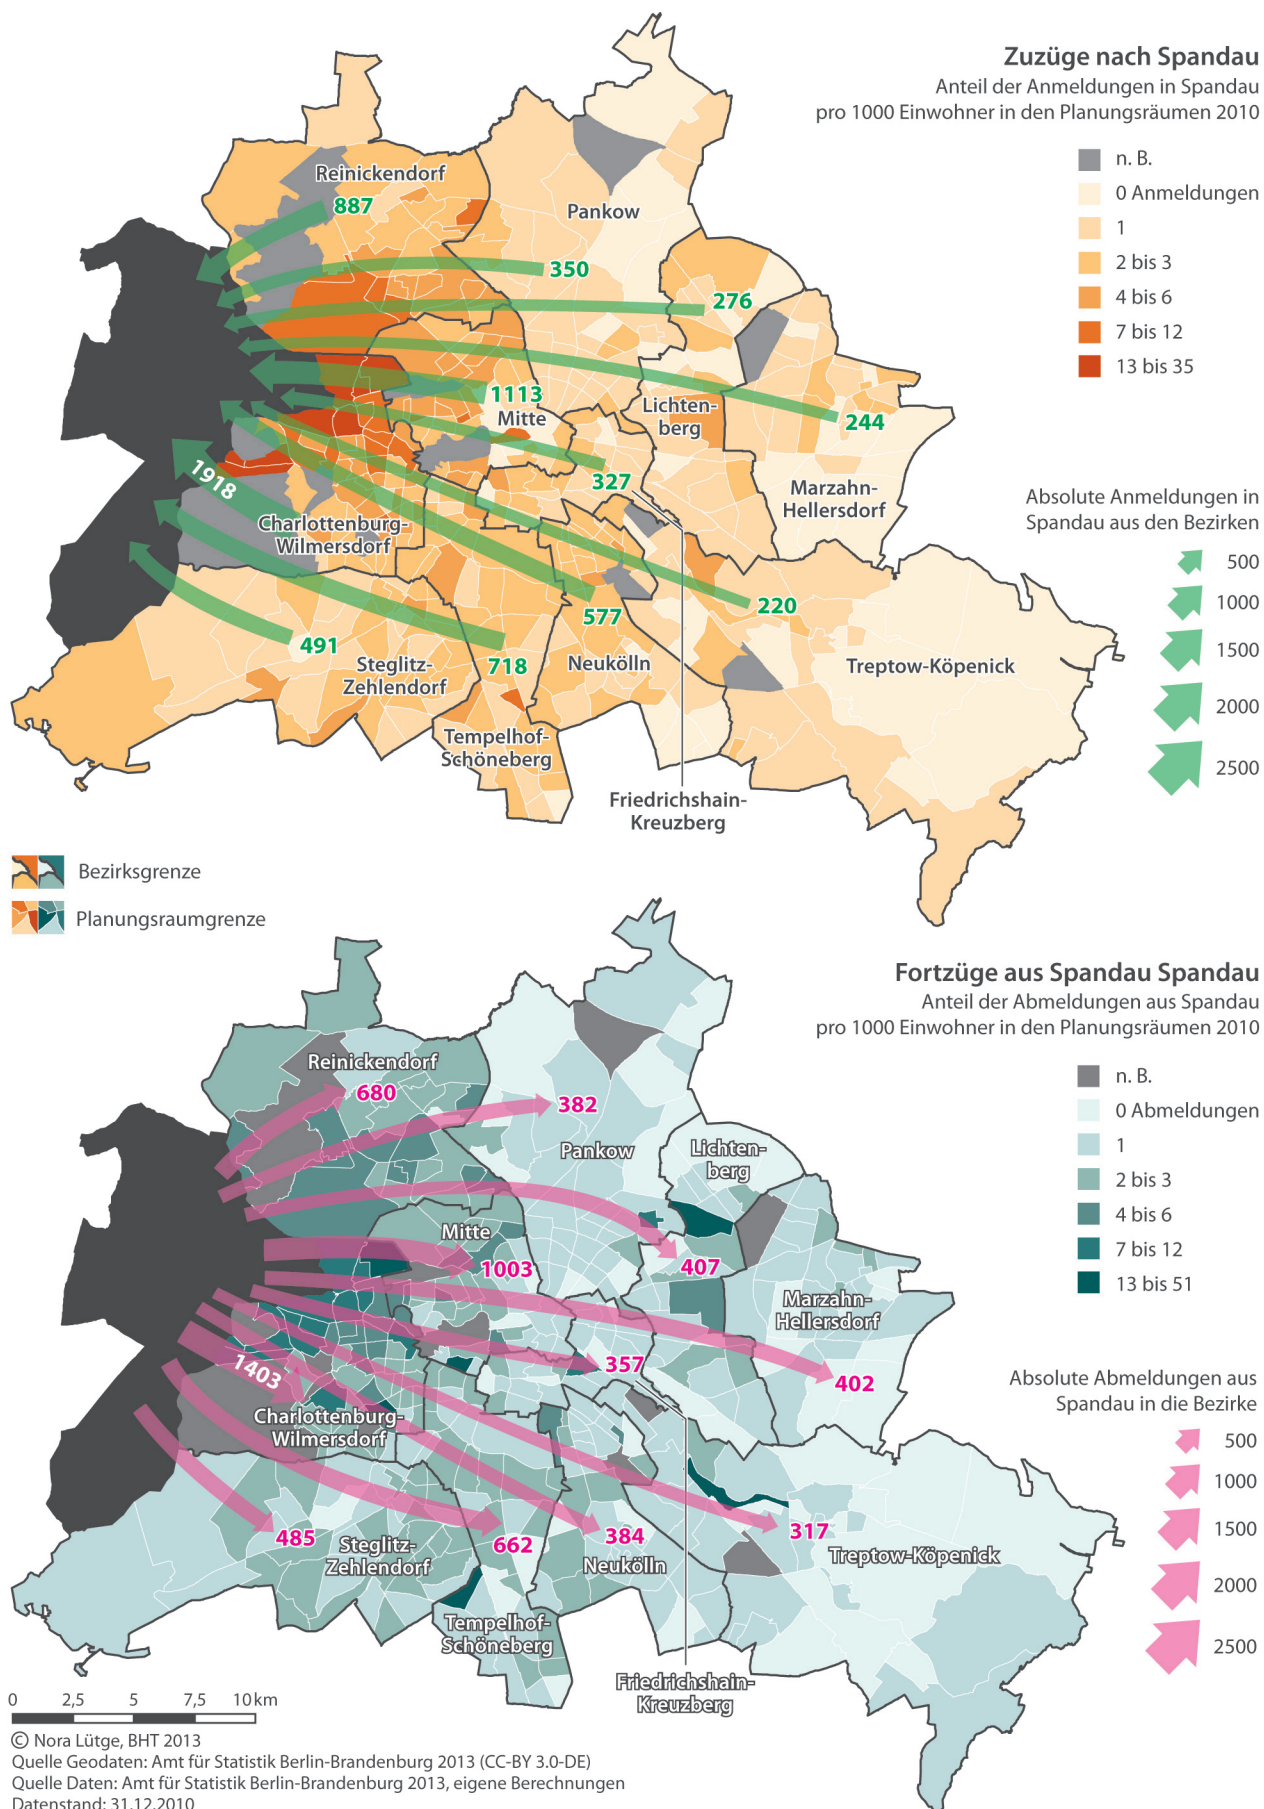 Zuzüge nach Spandau
Anteil der Anmeldungen in Spandau
pro 1000 Einwohner in den Planungsräumen 2010
n. B.
0 Anmeldungen
1
2 bis 3
4 bis 6
7 bis 12
13 bis 35
Reinickendorf
887
Pankow
350
276
1113
Mitte
Lichten-
berg
244
327
Marzahn-
Hellersdorf
1918
Charlottenburg-
Wilmersdorf
Absolute Anmeldungen in
Spandau aus den Bezirken
500
1000
1500
2000
2500
577
220
491
718
Steglitz-
Zehlendorf
Neukölln
Treptow-Köpenick
Tempelhof-
Schöneberg
Friedrichshain-
Kreuzberg
Bezirksgrenze
Planungsraumgrenze
Fortzüge aus Spandau Spandau
Anteil der Abmeldungen aus Spandau
pro 1000 Einwohner in den Planungsräumen 2010
n. B.
0 Abmeldungen
1
2 bis 3
4 bis 6
7 bis 12
13 bis 51
Reinickendorf
680
382
Pankow
Lichten-
berg
Mitte
1003
407
Marzahn-
Hellersdorf
357
402
1403
Charlottenburg-
Wilmersdorf
Absolute Abmeldungen aus
Spandau in die Bezirke
500
1000
1500
2000
2500
485
Steglitz-
Zehlendorf
662
384
Neukölln
317
Treptow-Köpenick
Tempelhof-
Schöneberg
Friedrichshain-
Kreuzberg
0 2,5 5 7,5 10 km
© Nora Lütge, BHT 2013
Quelle Geodaten: Amt für Statistik Berlin-Brandenburg 2013 (CC-BY 3.0-DE)
Quelle Daten: Amt für Statistik Berlin-Brandenburg 2013, eigene Berechnungen
Datenstand: 31.12.2010